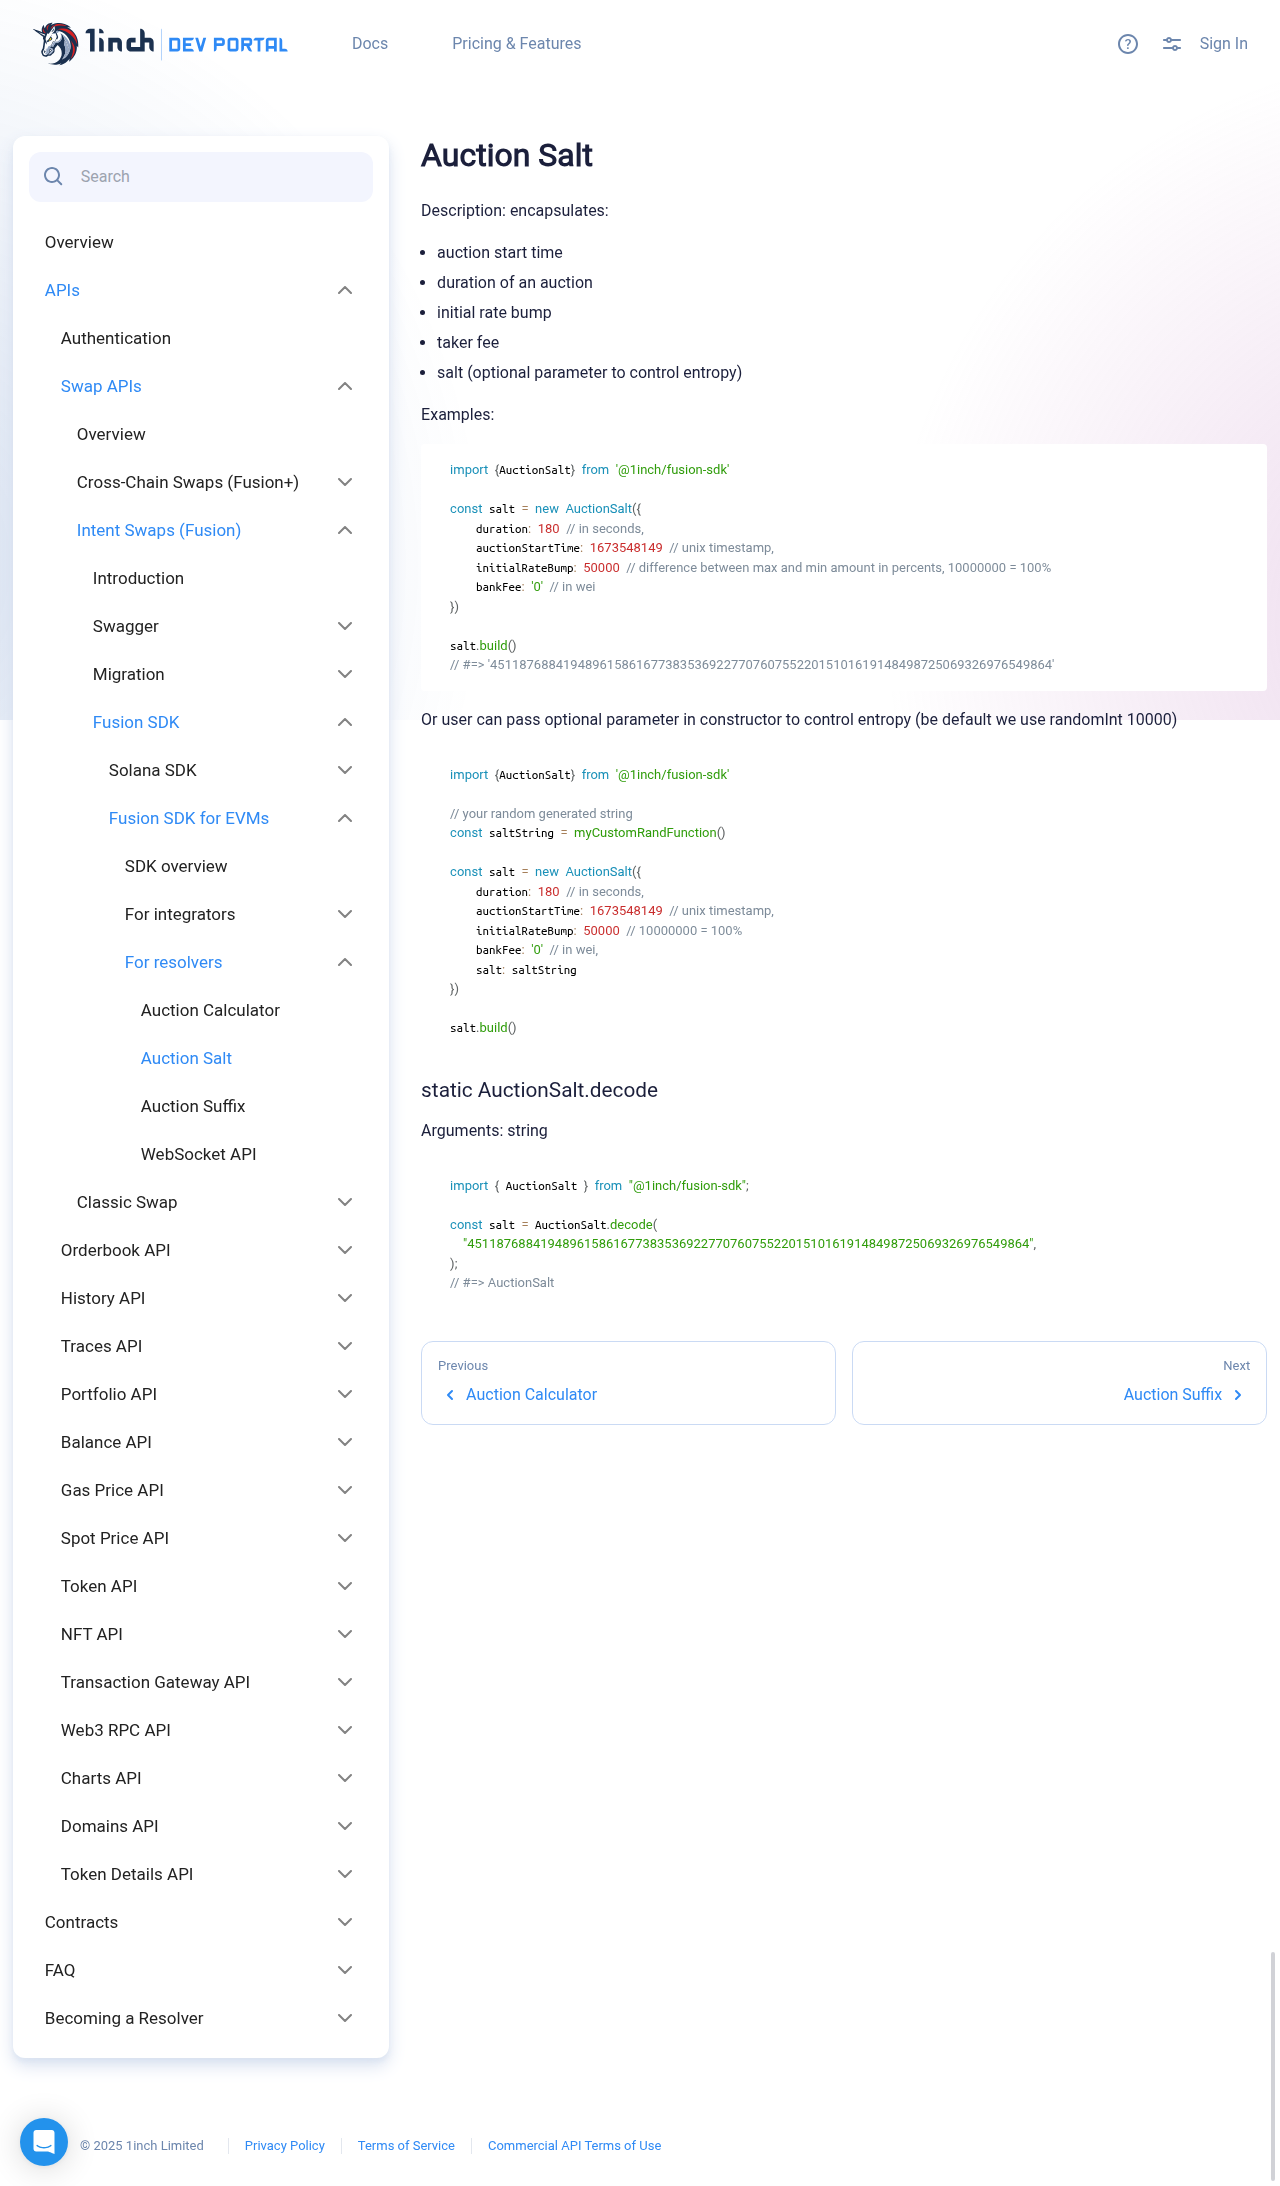 1inch DEV PORTAL
Docs
Pricing & Features
Sign In
Search
Overview
APIs
Authentication
Swap APIs
Overview
Cross-Chain Swaps (Fusion+)
Intent Swaps (Fusion)
Introduction
Swagger
Migration
Fusion SDK
Solana SDK
Fusion SDK for EVMs
SDK overview
For integrators
For resolvers
Auction Calculator
Auction Salt
Auction Suffix
WebSocket API
Classic Swap
Orderbook API
History API
Traces API
Portfolio API
Balance API
Gas Price API
Spot Price API
Token API
NFT API
Transaction Gateway API
Web3 RPC API
Charts API
Domains API
Token Details API
Contracts
FAQ
Becoming a Resolver
Auction Salt
Description: encapsulates:
• auction start time
• duration of an auction
• initial rate bump
• taker fee
• salt (optional parameter to control entropy)
Examples:
import {AuctionSalt} from '@1inch/fusion-sdk'
const salt = new AuctionSalt({
duration: 180 // in seconds,
auctionStartTime: 1673548149 // unix timestamp,
initialRateBump: 50000 // difference between max and min amount in percents, 10000000 = 100%
bankFee: '0' // in wei
})
salt.build()
// #=> '45118768841948961586167738353692277076075522015101619148498725069326976549864'
Or user can pass optional parameter in constructor to control entropy (be default we use randomInt 10000)
import {AuctionSalt} from '@1inch/fusion-sdk'
// your random generated string
const saltString = myCustomRandFunction()
const salt = new AuctionSalt({
duration: 180 // in seconds,
auctionStartTime: 1673548149 // unix timestamp,
initialRateBump: 50000 // 10000000 = 100%
bankFee: '0' // in wei,
salt: saltString
})
salt.build()
static AuctionSalt.decode
Arguments: string
import { AuctionSalt } from "@1inch/fusion-sdk";
const salt = AuctionSalt.decode(
"45118768841948961586167738353692277076075522015101619148498725069326976549864",
);
// #=> AuctionSalt
Previous
Auction Calculator
Next
Auction Suffix
© 2025 1inch Limited
Privacy Policy
Terms of Service
Commercial API Terms of Use